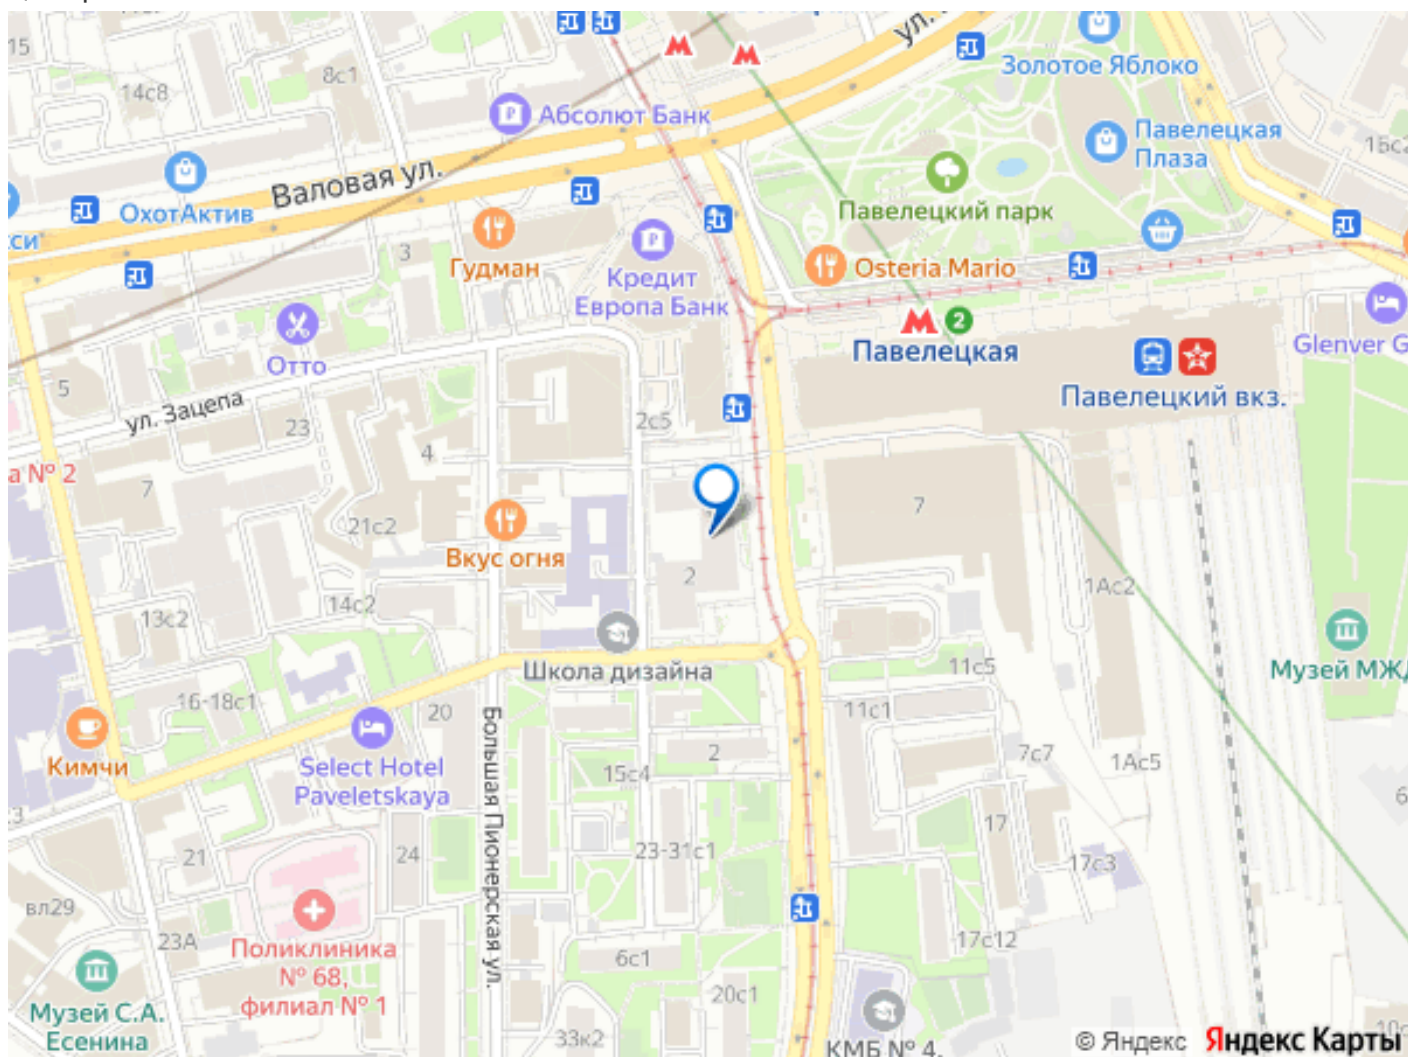 15
8с1
14с8
Золотое Яблоко
Абсолют Банк
Павелецкая
Плаза
Валовая ул.
ул.
ОхотАктив
Павелецкий парк
3
Гудман
Кредит
Европа Банк
Osteria Mario
2
Павелецкая
Отто
Glenver G
Павелецкий вкз.
5
ул. Зацепа
23
2с5
4
а № 2
7
21с2
7
Вкус огня
2
1Ас2
14с2
13с2
Школа дизайна
11с5
Музей МЖД
16-18с1
20
11с1
Кимчи
Select Hotel
Paveletskaya
Большая Пионерская ул.
2
15с4
7с7
1Ас5
6
17
21
24
23-31с1
17с3
вл29
23А
Поликлиника
№ 68,
филиал № 1
6с1
17с12
20с1
Музей С.А.
Есенина
33к2
КМБ № 4,
© Яндекс Яндекс Карты